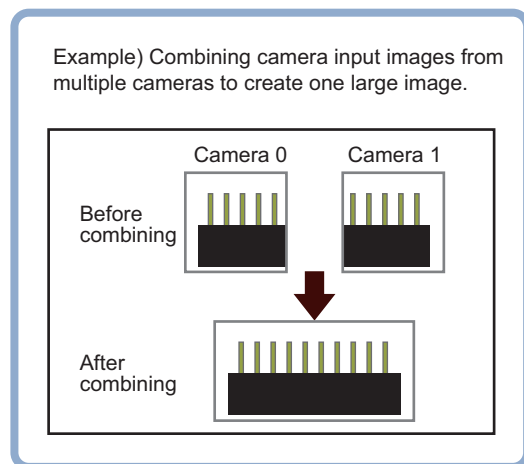 Example) Combining camera input images from
multiple cameras to create one large image.
Camera 0
Camera 1
Before
combining
After
combining